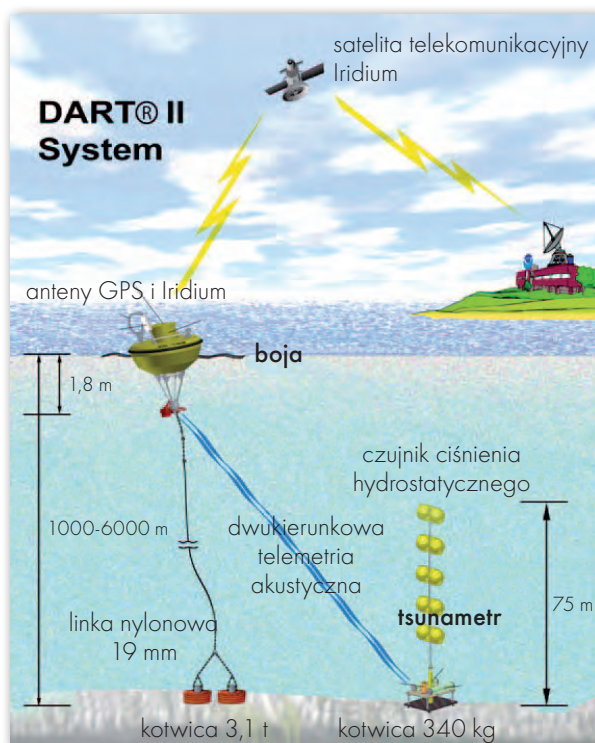 satelita telekomunikacyjny
Iridium
DART® II
System
anteny GPS i Iridium
boja
1,8 m
czujnik ciśnienia
hydrostatycznego
1000-6000 m
dwukierunkowa
telemetria
akustyczna
75 m
linka nylonowa
19 mm
tsunametr
kotwica 3,1 t
kotwica 340 kg